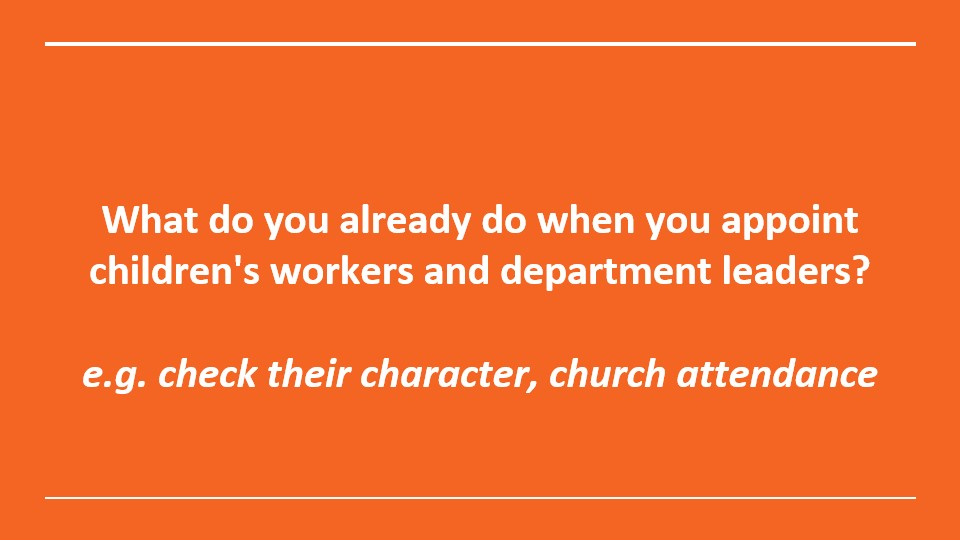 What do you already do when you appoint
children's workers and department leaders?
e.g. check their character, church attendance